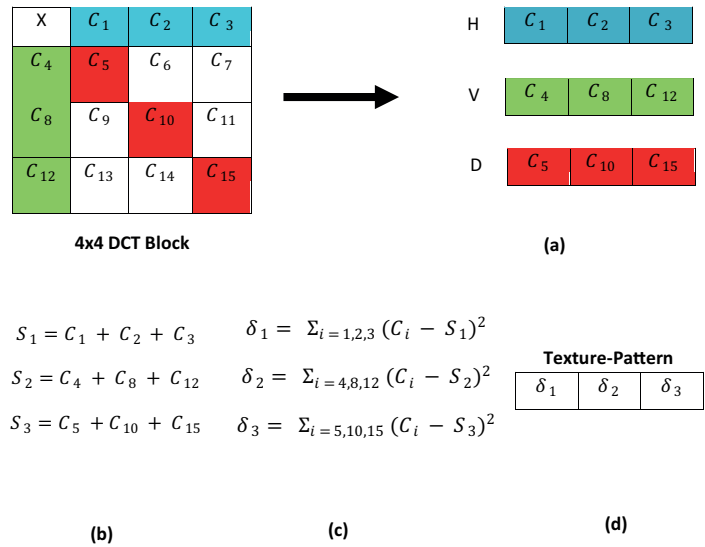 X C₁ C₂ C₃
C₄ C₅ C₆ C₇
C₈ C₉ C₁₀ C₁₁
C₁₂ C₁₃ C₁₄ C₁₅
4x4 DCT Block
H C₁ C₂ C₃
V C₄ C₈ C₁₂
D C₅ C₁₀ C₁₅
(a)
S₁ = C₁ + C₂ + C₃
S₂ = C₄ + C₈ + C₁₂
S₃ = C₅ + C₁₀ + C₁₅
(b)
δ₁ = Σᵢ₌₁,₂,₃ (Cᵢ − S₁)²
δ₂ = Σᵢ₌₄,₈,₁₂ (Cᵢ − S₂)²
δ₃ = Σᵢ₌₅,₁₀,₁₅ (Cᵢ − S₃)²
(c)
Texture-Pattern
δ₁ δ₂ δ₃
(d)